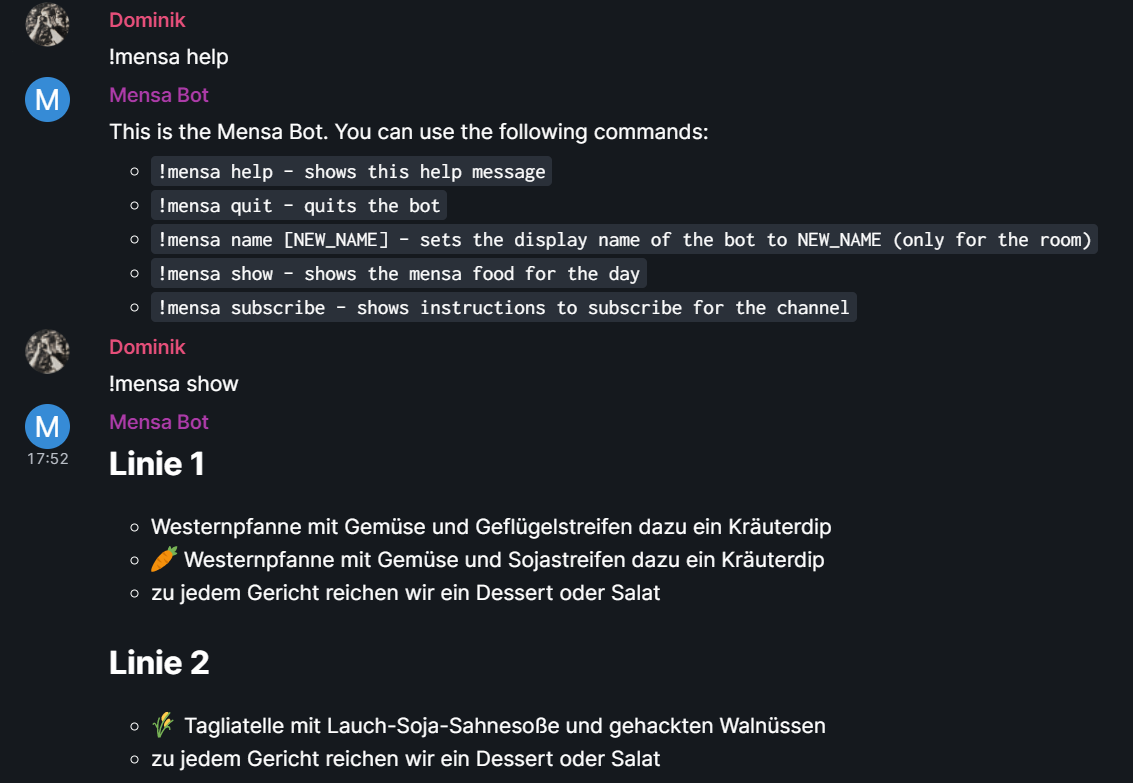 Dominik
!mensa help
M
Mensa Bot
This is the Mensa Bot. You can use the following commands:
!mensa help - shows this help message
!mensa quit - quits the bot
!mensa name [NEW_NAME] - sets the display name of the bot to NEW_NAME (only for the room)
!mensa show - shows the mensa food for the day
!mensa subscribe - shows instructions to subscribe for the channel
Dominik
!mensa show
M
Mensa Bot
17:52
Linie 1
Westernpfanne mit Gemüse und Geflügelstreifen dazu ein Kräuterdip
🥕 Westernpfanne mit Gemüse und Sojastreifen dazu ein Kräuterdip
zu jedem Gericht reichen wir ein Dessert oder Salat
Linie 2
🌾 Tagliatelle mit Lauch-Soja-Sahnesoße und gehackten Walnüssen
zu jedem Gericht reichen wir ein Dessert oder Salat